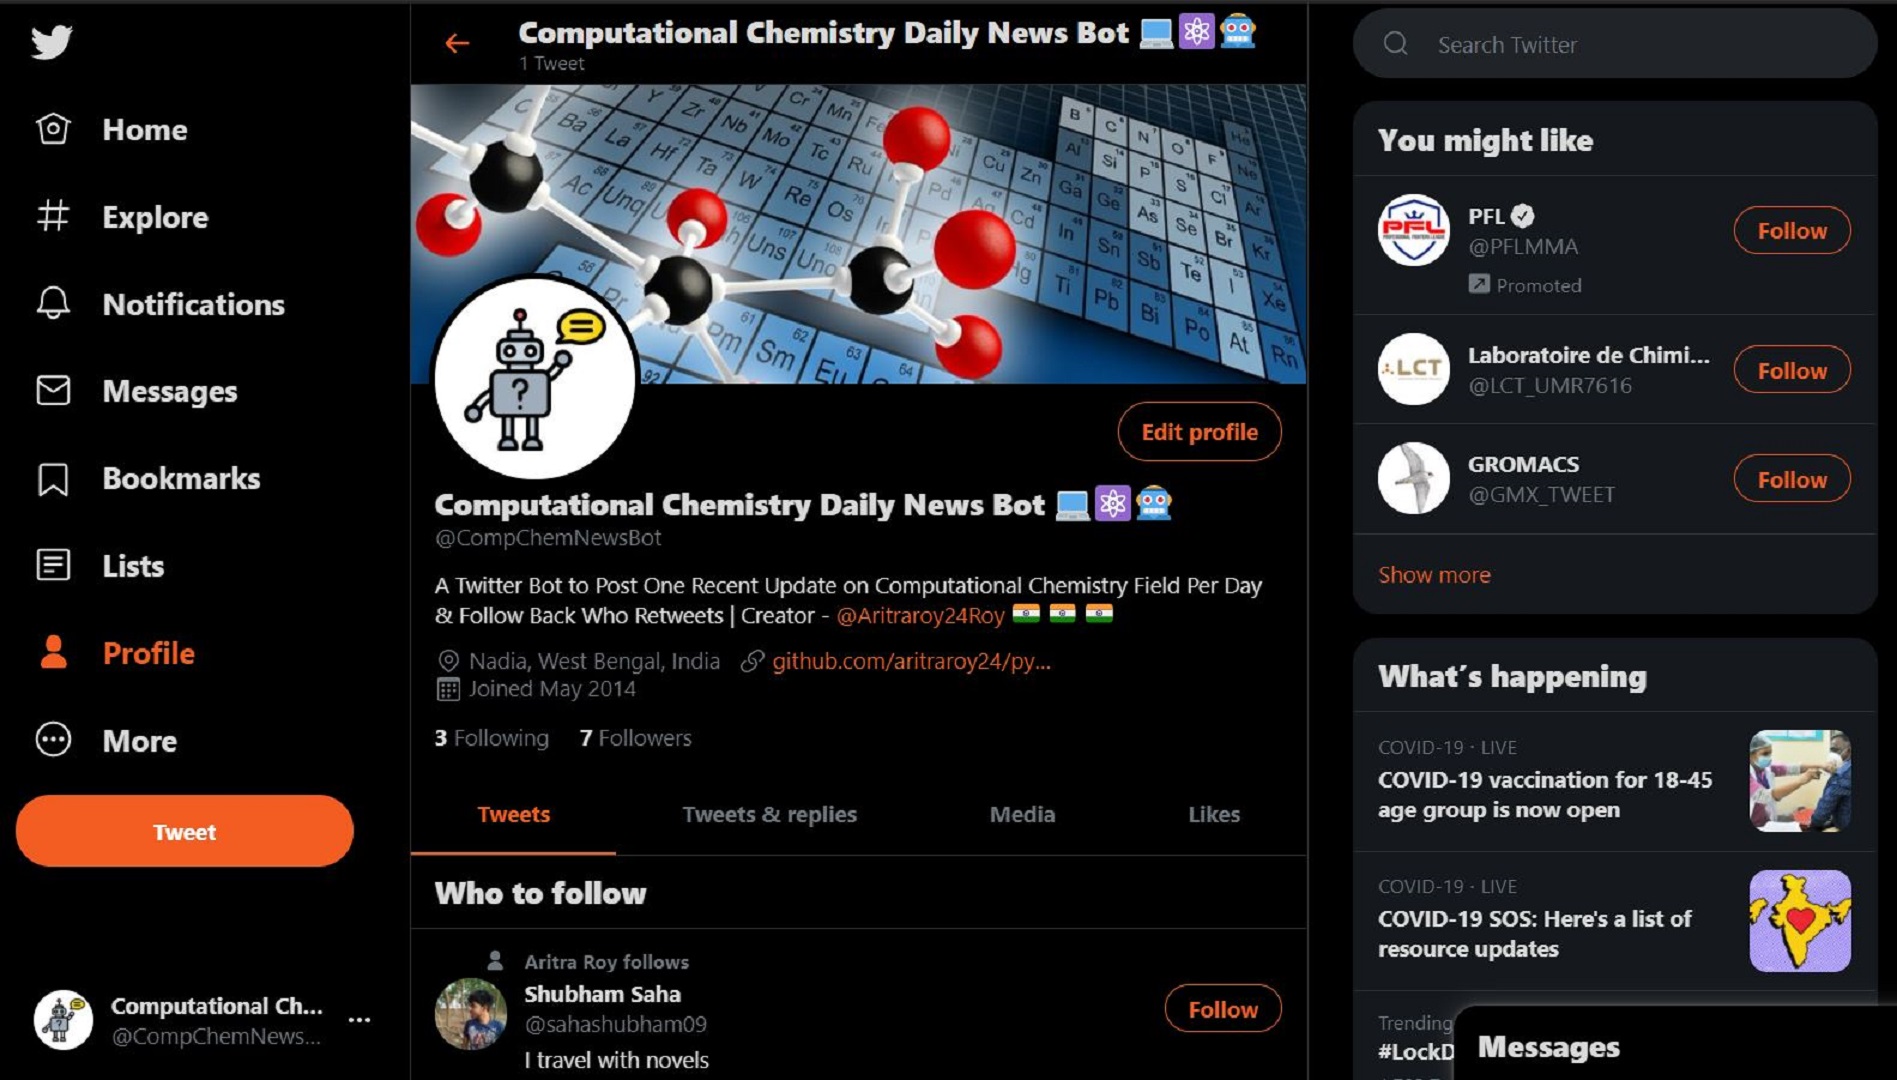 Computational Chemistry Daily News Bot
1 Tweet
Home
Explore
Notifications
Messages
Bookmarks
Lists
Profile
More
Tweet
Computational Ch...
@CompChemNews...
Edit profile
Computational Chemistry Daily News Bot
@CompChemNewsBot
A Twitter Bot to Post One Recent Update on Computational Chemistry Field Per Day
& Follow Back Who Retweets | Creator - @Aritraroy24Roy
Nadia, West Bengal, India github.com/aritraroy24/py...
Joined May 2014
3 Following 7 Followers
Tweets Tweets & replies Media Likes
Who to follow
Aritra Roy follows
Shubham Saha
@sahashubham09
Follow
I travel with novels
Search Twitter
You might like
PFL
@PFLMMA
Promoted
Follow
LCT
Laboratoire de Chimi...
@LCT_UMR7616
Follow
GROMACS
@GMX_TWEET
Follow
Show more
What's happening
COVID-19 · LIVE
COVID-19 vaccination for 18-45
age group is now open
COVID-19 · LIVE
COVID-19 SOS: Here's a list of
resource updates
Trending
#LockD
Messages